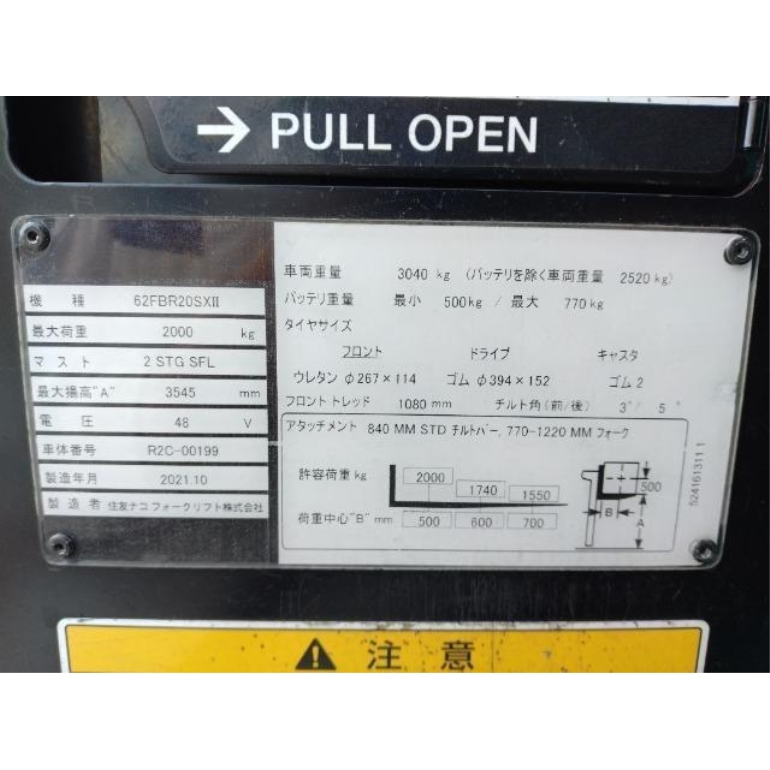 → PULL OPEN
機種 62FBR20SXII
最大荷重 2000 kg
マスト 2 STG SFL
最大揚高"A" 3545 mm
電圧 48 V
車体番号 R2C-00199
製造年月 2021.10
製造者 住友ナコ フォークリフト株式会社
車両重量 3040 kg (バッテリを除く車両重量 2520 kg)
バッテリ重量 最小 500kg / 最大 770kg
タイヤサイズ
フロント ドライブ キャスタ
ウレタン φ267×114 ゴム φ394×152 ゴム 2
フロント トレッド 1080 mm チルト角(前/後) 3°/ 5°
アタッチメント 840 MM STD チルトバー, 770-1220 MM フォーク
許容荷重 kg 2000 1740 1550
荷重中心"B" mm 500 600 700
500
B
A
524161311 1
注意